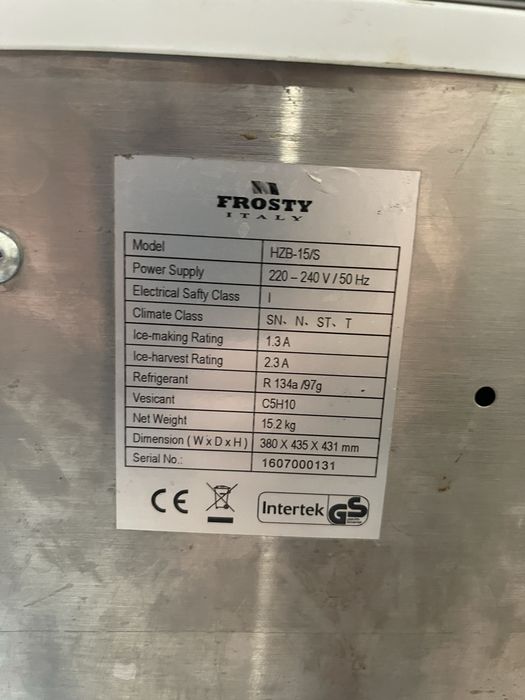 FROSTY
ITALY
Model HZB-15/S
Power Supply 220 – 240 V / 50 Hz
Electrical Safty Class I
Climate Class SN、N、ST、T
Ice-making Rating 1.3 A
Ice-harvest Rating 2.3 A
Refrigerant R 134a /97g
Vesicant C5H10
Net Weight 15.2 kg
Dimension ( W x D x H ) 380 X 435 X 431 mm
Serial No.: 1607000131
CE Intertek GS